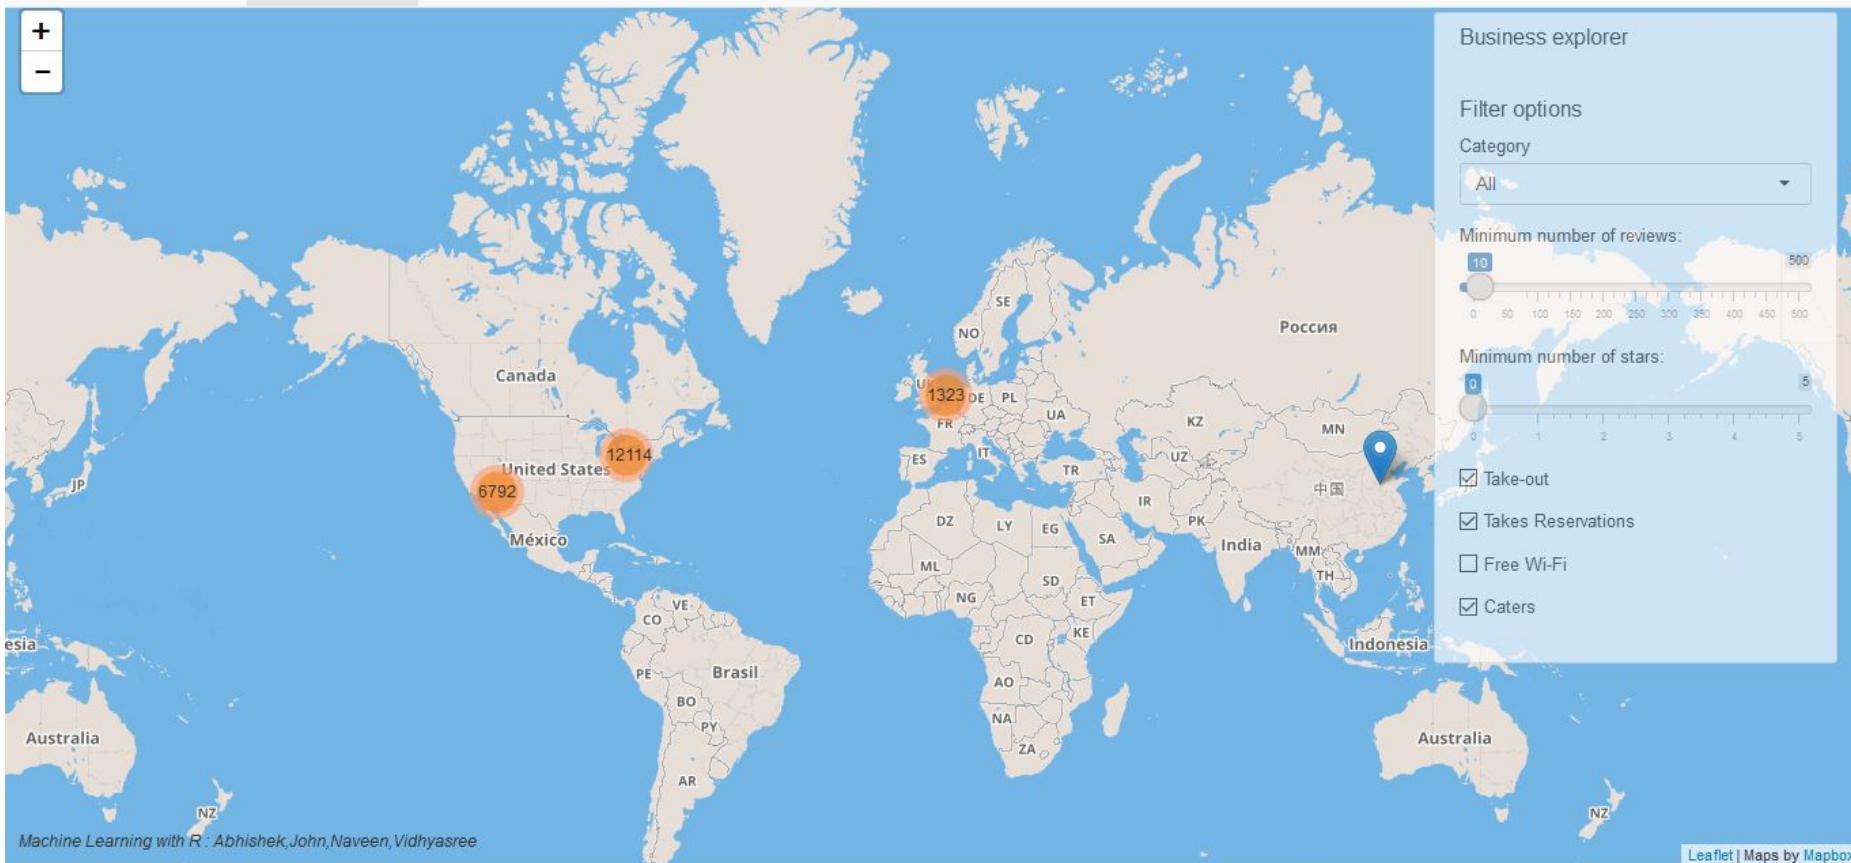 +
−
Business explorer
Filter options
Category
All
Minimum number of reviews:
10
500
0 50 100 150 200 250 300 350 400 450 500
Minimum number of stars:
0
5
0 1 2 3 4 5
Take-out
Takes Reservations
Free Wi-Fi
Caters
SE
NO
Россия
Canada
UK
1323
DE
PL
UA
KZ
MN
FR
12114
United States
ES
IT
TR
UZ
中国
JP
6792
México
DZ
LY
EG
IR
SA
PK
India
MM
TH
ML
NG
SD
ET
VE
CO
CD
KE
esia
Indonesia
PE
Brasil
BO
AO
PY
NA
ZA
Australia
Australia
AR
NZ
NZ
Machine Learning with R : Abhishek,John,Naveen,Vidhyasree
Leaflet | Maps by Mapbox